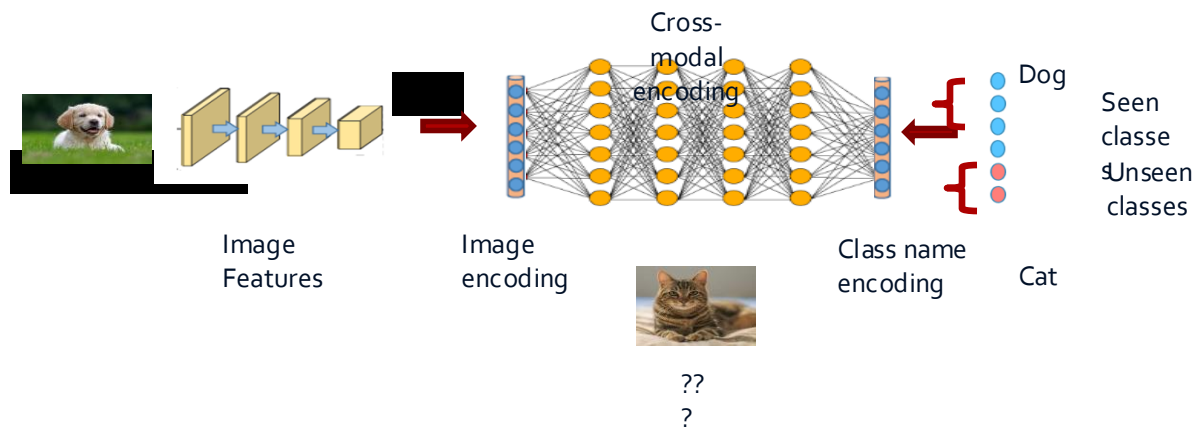 Cross-
modal
encoding
Dog
Seen
classe
s
Unseen
classes
Image
Features
Image
encoding
Class name
encoding
Cat
??
?